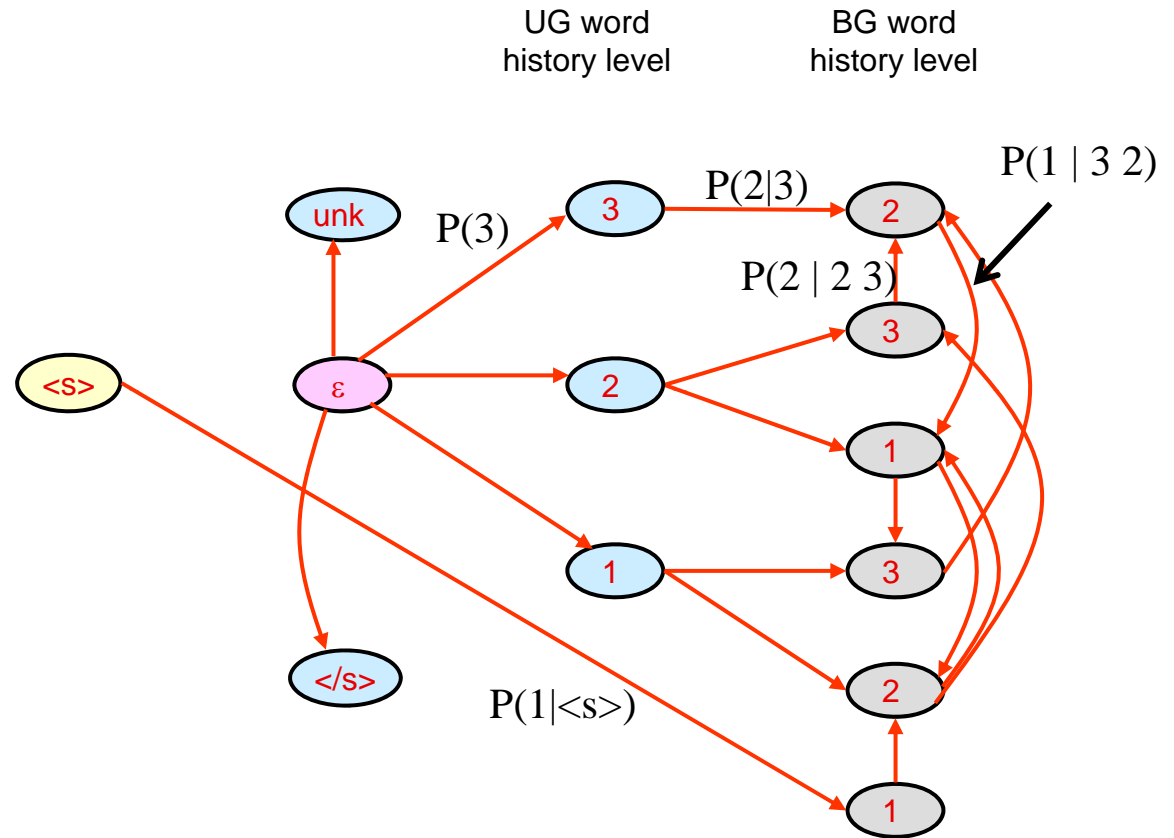 UG word
history level
BG word
history level
P(1 | 3 2)
unk
P(3)
3
P(2|3)
2
P(2 | 2 3)
3
<s>
ε
2
1
1
3
</s>
P(1|<s>)
2
1